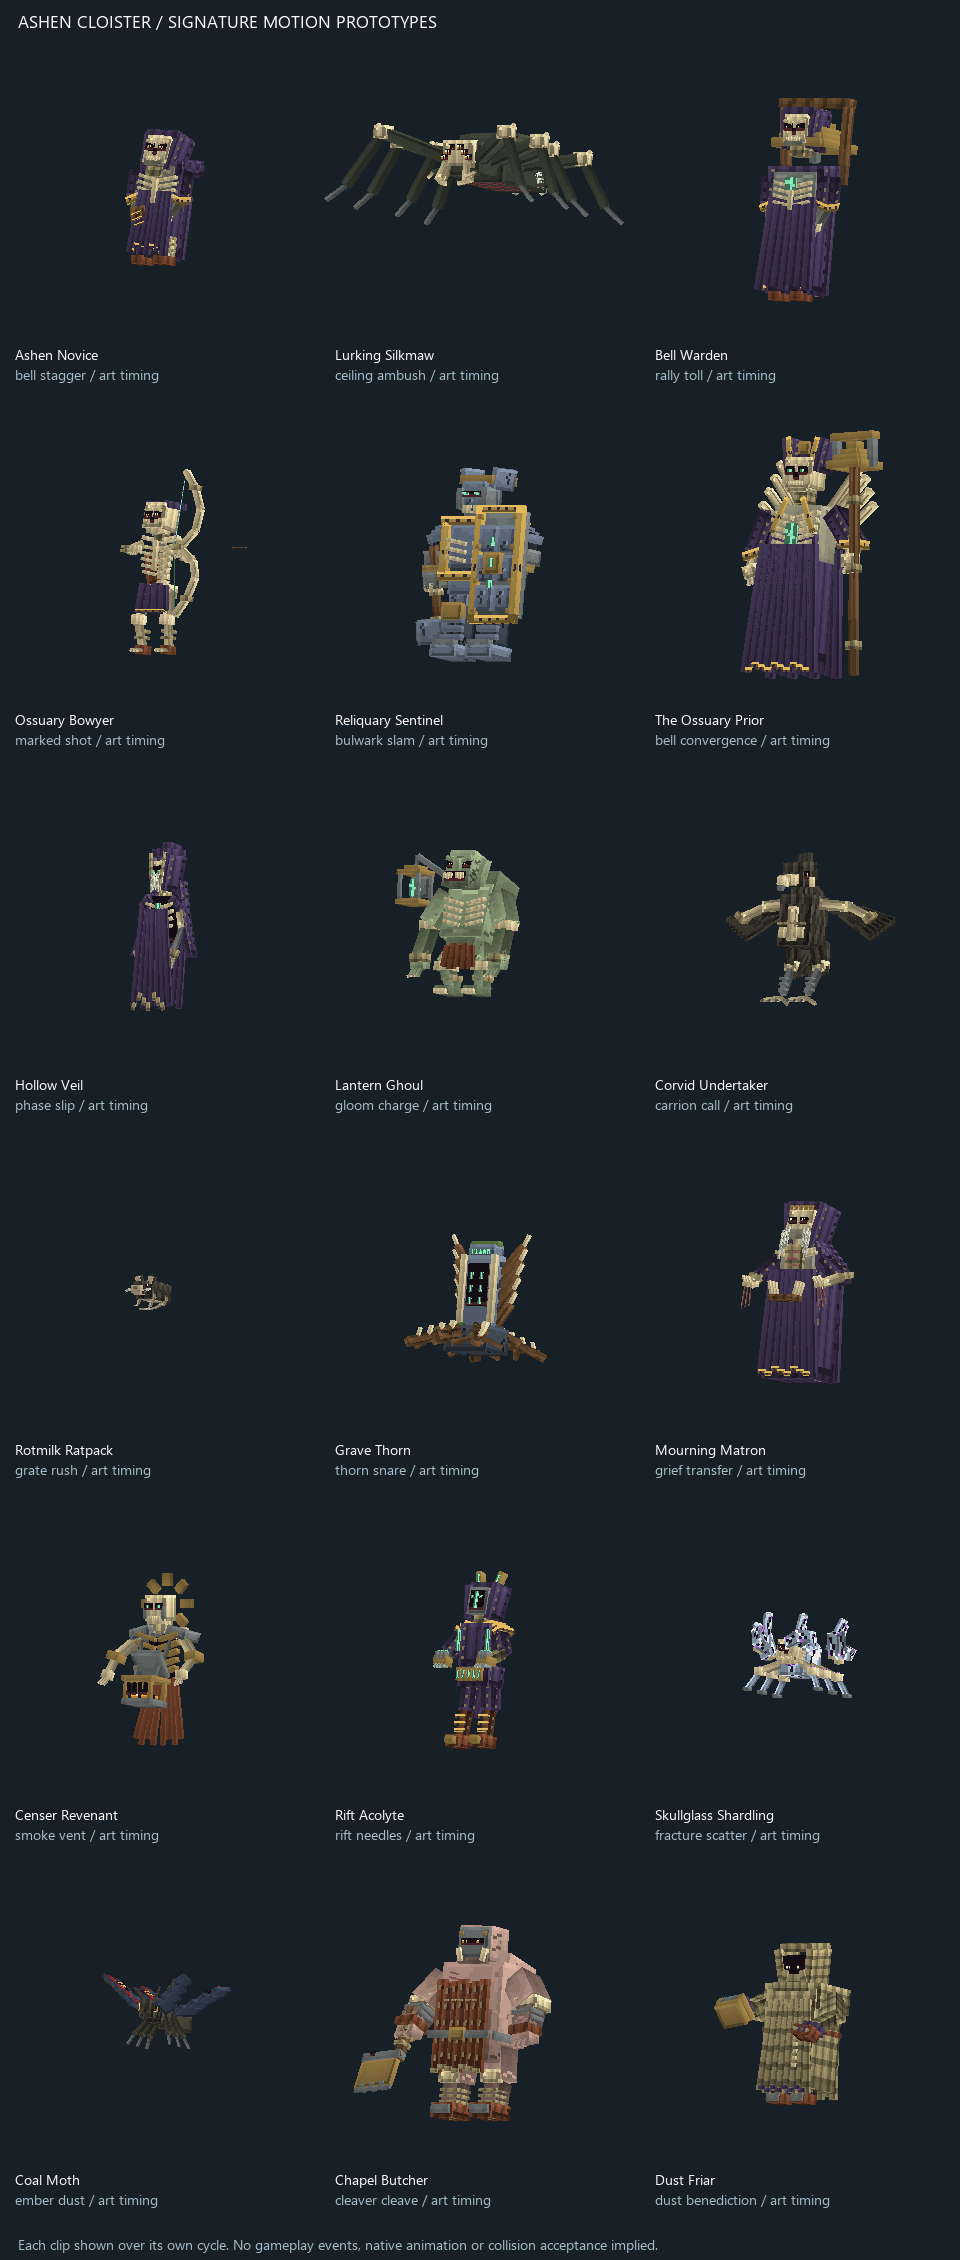 ASHEN CLOISTER / SIGNATURE MOTION PROTOTYPES
Ashen Novice
bell stagger / art timing
Lurking Silkmaw
ceiling ambush / art timing
Bell Warden
rally toll / art timing
Ossuary Bowyer
marked shot / art timing
Reliquary Sentinel
bulwark slam / art timing
The Ossuary Prior
bell convergence / art timing
Hollow Veil
phase slip / art timing
Lantern Ghoul
gloom charge / art timing
Corvid Undertaker
carrion call / art timing
Rotmilk Ratpack
grate rush / art timing
Grave Thorn
thorn snare / art timing
Mourning Matron
grief transfer / art timing
Censer Revenant
smoke vent / art timing
Rift Acolyte
rift needles / art timing
Skullglass Shardling
fracture scatter / art timing
Coal Moth
ember dust / art timing
Chapel Butcher
cleaver cleave / art timing
Dust Friar
dust benediction / art timing
Each clip shown over its own cycle. No gameplay events, native animation or collision acceptance implied.